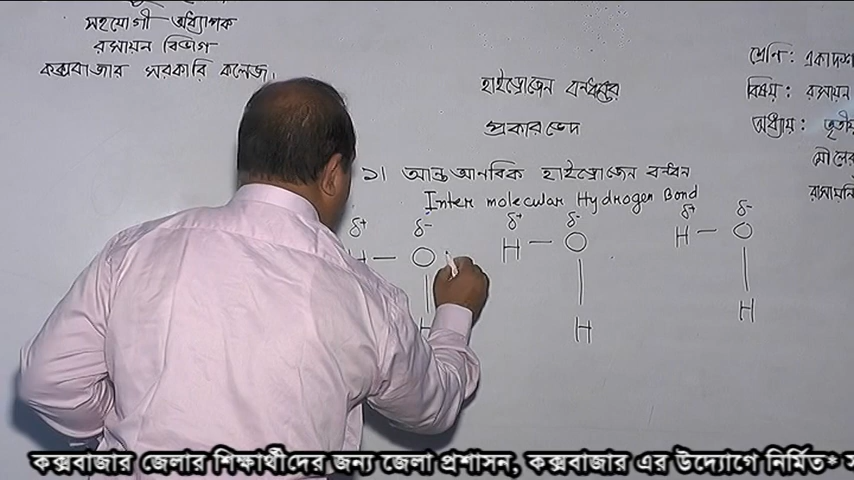 সহযোগী অধ্যাপক
রসায়ন বিভাগ
কক্সবাজার সরকারি কলেজ।
হাইড্রোজেন বন্ধনের
প্রকারভেদ
শ্রেণি: একাদশ
বিষয়: রসায়ন
অধ্যায়: তৃতীয়
মৌলের
১। আন্তআনবিক হাইড্রোজেন বন্ধন
Inter molecular Hydrogen Bond
δ+ δ- δ+ δ- δ+ δ-
H — O H — O H — O
H H H
কক্সবাজার জেলার শিক্ষার্থীদের জন্য জেলা প্রশাসন, কক্সবাজার এর উদ্যোগে নির্মিত* স